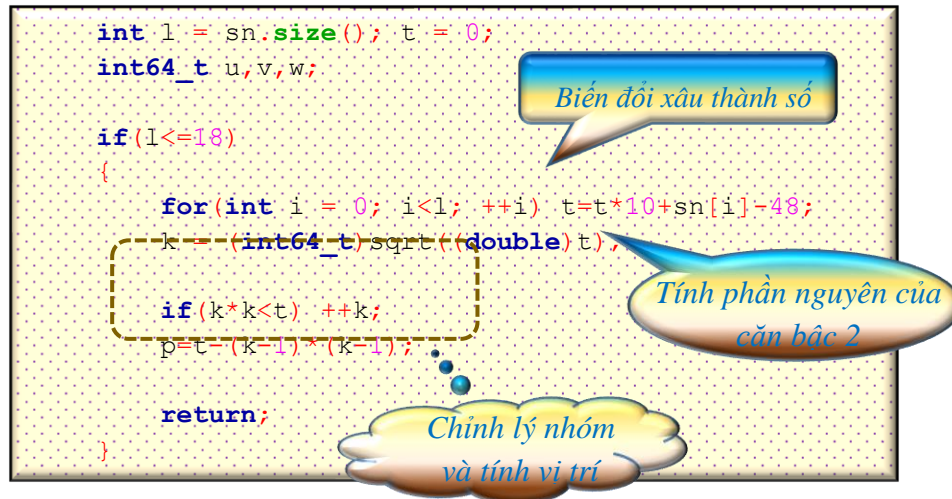 int l = sn.size(); t = 0;
int64_t u,v,w;
Biến đổi xâu thành số
if(l<=18)
{
for(int i = 0; i<l; ++i) t=t*10+sn[i]-48;
k = (int64_t)sqrt((double)t);
Tính phần nguyên của
căn bậc 2
if(k*k<t) ++k;
p=t-(k-1)*(k-1);
return;
Chỉnh lý nhóm
và tính vị trí
}